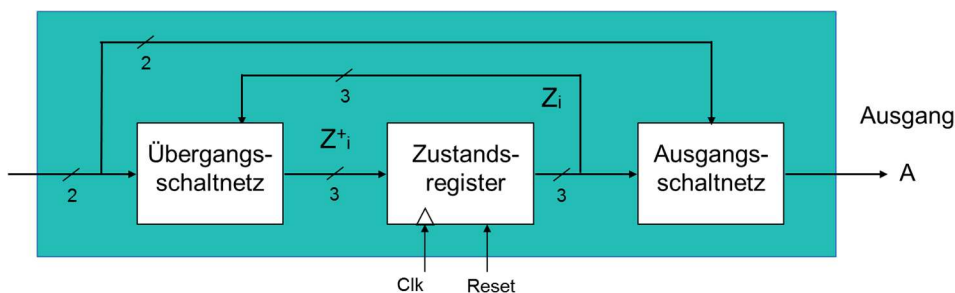 2
3
Zi
Ausgang
Übergangs-
schaltnetz
Z+i
Zustands-
register
Ausgangs-
schaltnetz
A
2
3
3
Clk
Reset